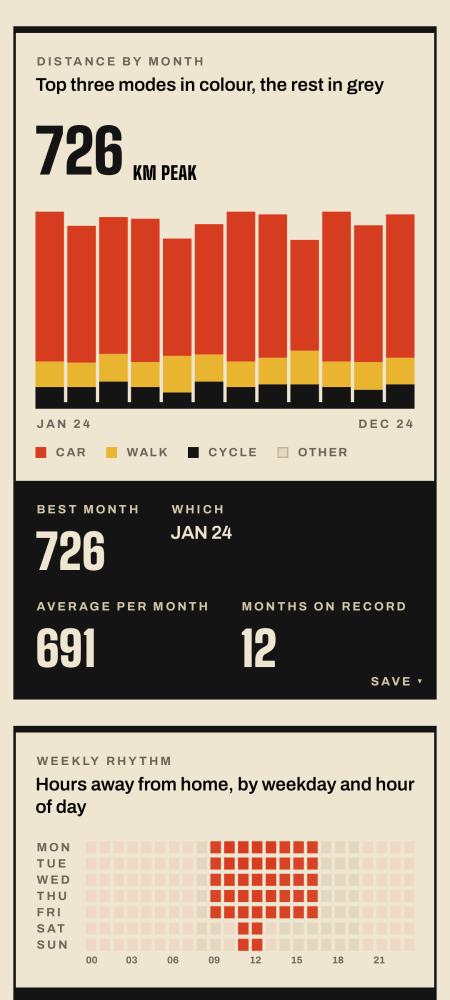 DISTANCE BY MONTH
Top three modes in colour, the rest in grey
726 KM PEAK
JAN 24 DEC 24
CAR WALK CYCLE OTHER
BEST MONTH WHICH
726 JAN 24
AVERAGE PER MONTH MONTHS ON RECORD
691 12
SAVE ▾
WEEKLY RHYTHM
Hours away from home, by weekday and hour
of day
MON
TUE
WED
THU
FRI
SAT
SUN
00 03 06 09 12 15 18 21